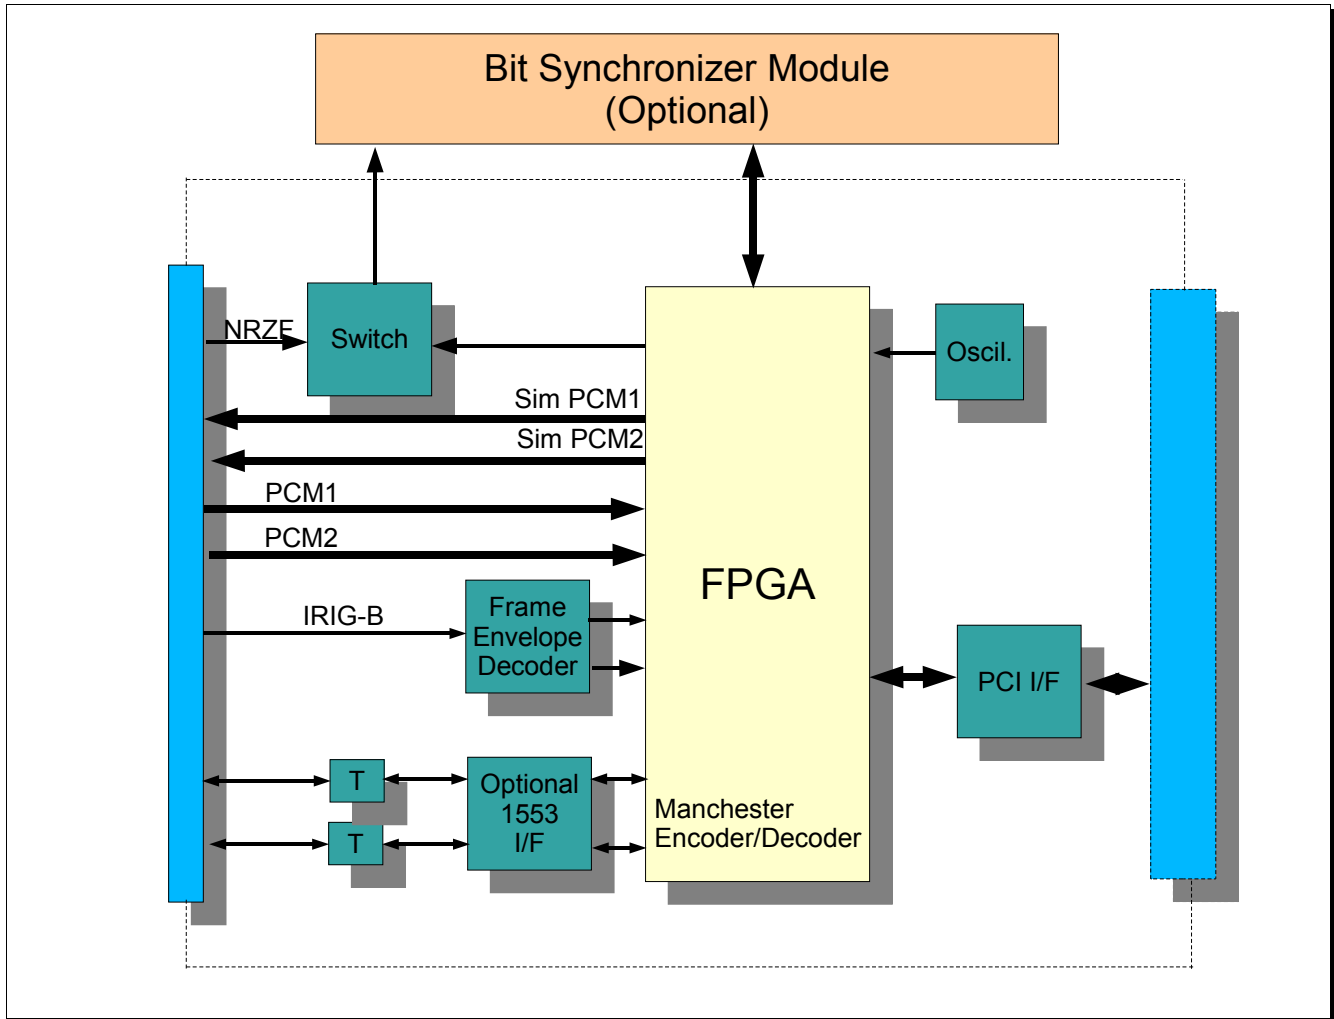 Bit Synchronizer Module
(Optional)
NRZF
Switch
Oscil.
Sim PCM1
Sim PCM2
PCM1
PCM2
FPGA
IRIG-B
Frame
Envelope
Decoder
PCI I/F
T
T
Optional
1553
I/F
Manchester
Encoder/Decoder